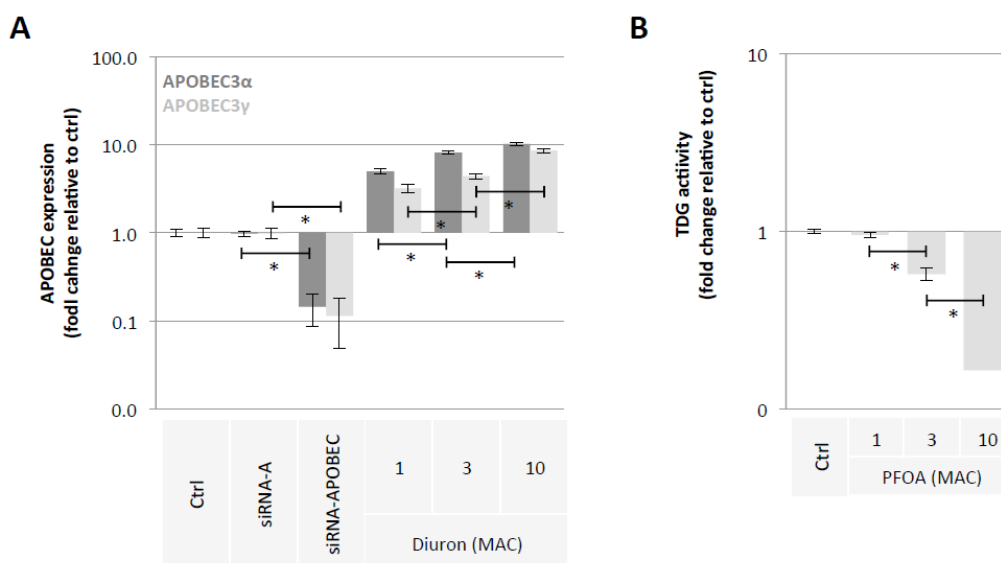 A
APOBEC expression
(fodl cahnge relative to ctrl)
100.0
10.0
1.0
0.1
0.0
APOBEC3α
APOBEC3γ
*
*
*
*
*
*
Ctrl
siRNA-A
siRNA-APOBEC
1
3
10
Diuron (MAC)
B
TDG activity
(fold change relative to ctrl)
10
1
0
*
*
Ctrl
1
3
10
PFOA (MAC)